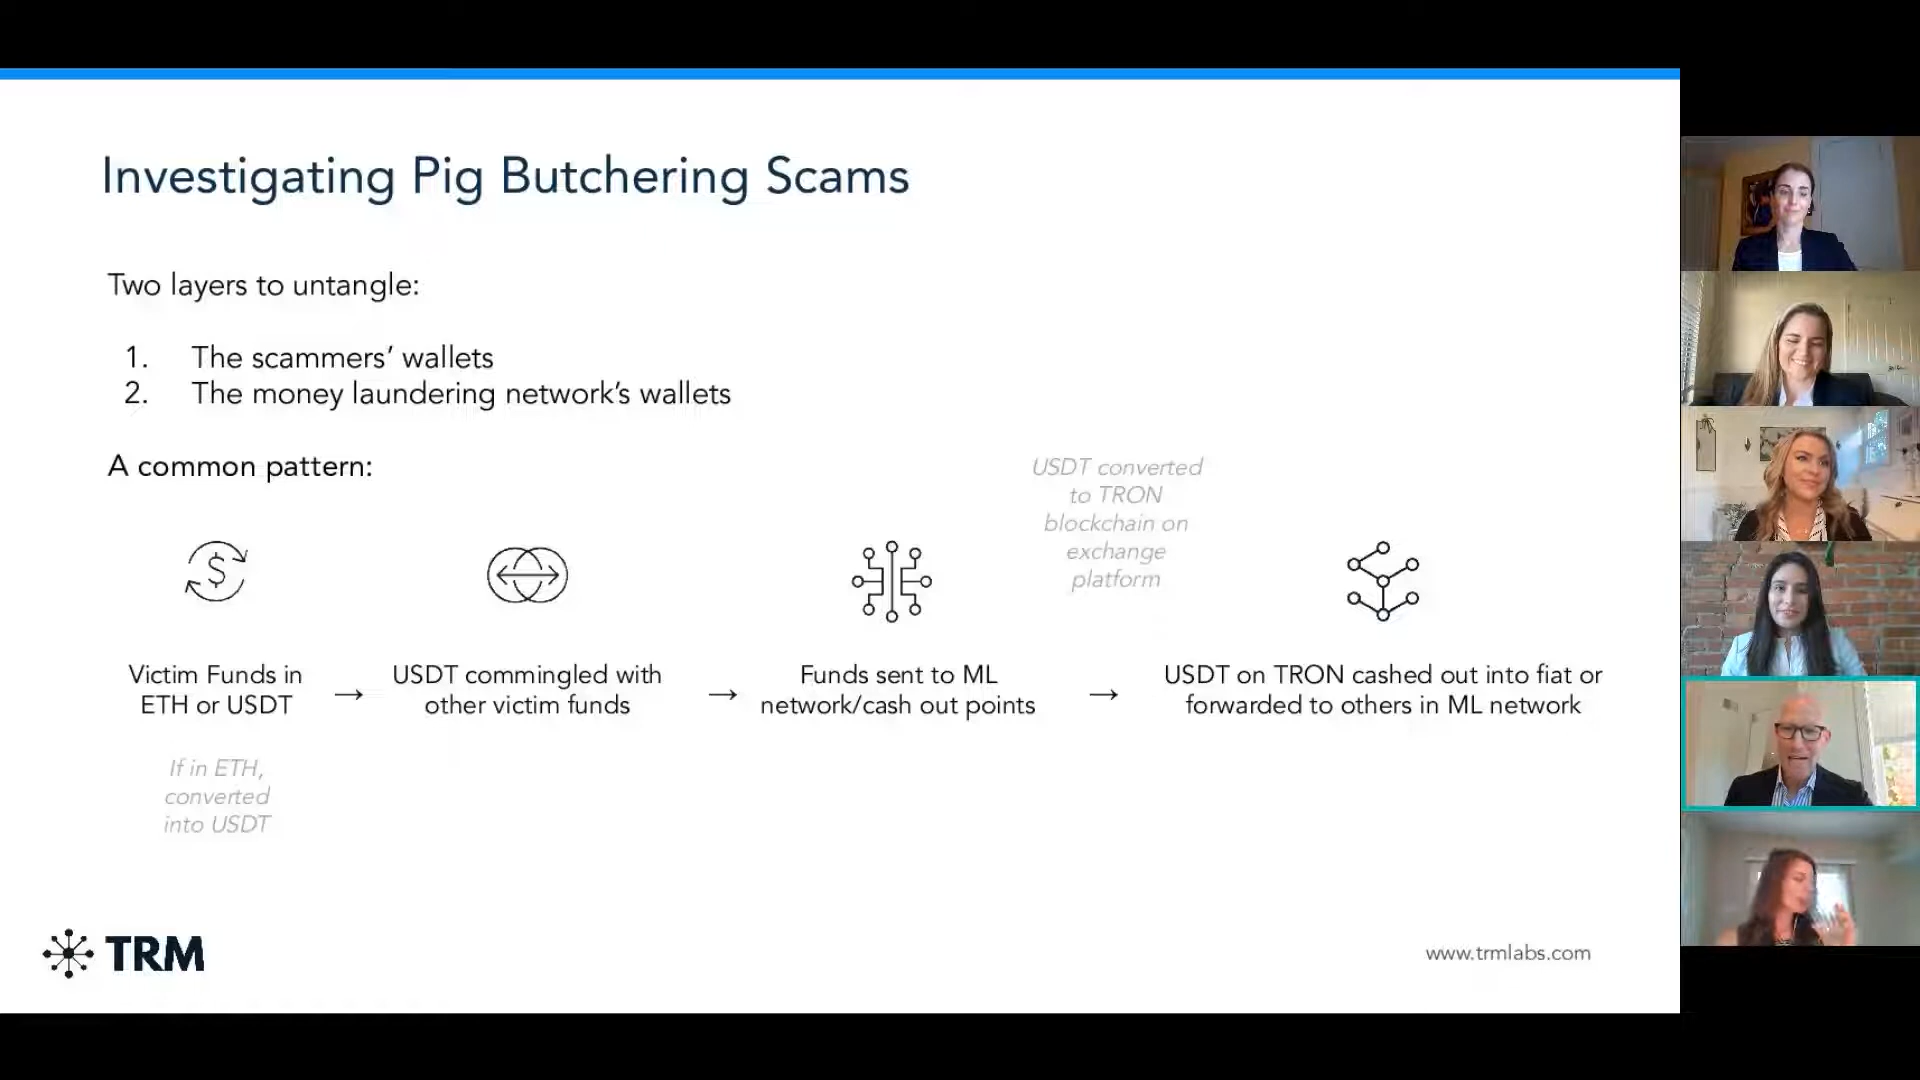 Investigating Pig Butchering Scams
Two layers to untangle:
1. The scammers’ wallets
2. The money laundering network’s wallets
A common pattern:
USDT converted
to TRON
blockchain on
exchange
platform
$
Victim Funds in
ETH or USDT
→
USDT commingled with
other victim funds
→
Funds sent to ML
network/cash out points
→
USDT on TRON cashed out into fiat or
forwarded to others in ML network
If in ETH,
converted
into USDT
TRM
www.trmlabs.com